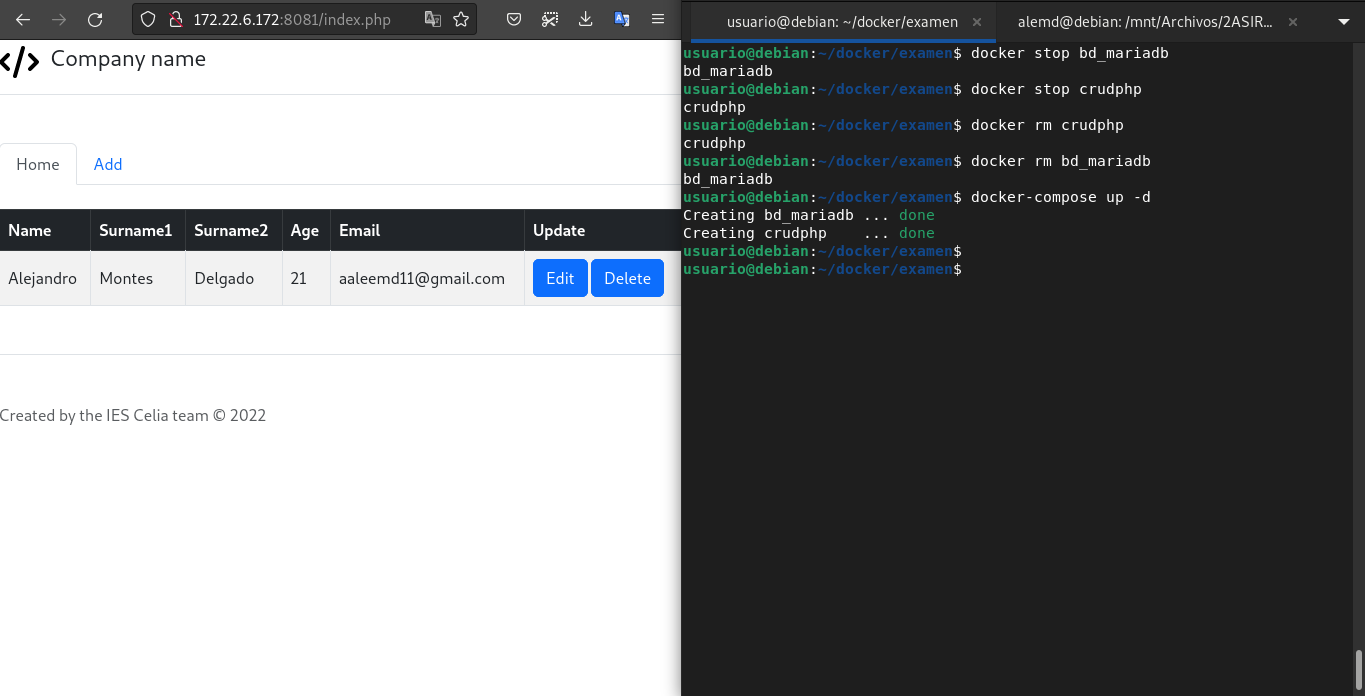 172.22.6.172:8081/index.php
</> Company name
Home Add
Name Surname1 Surname2 Age Email Update
Alejandro Montes Delgado 21 aaleemd11@gmail.com Edit Delete
Created by the IES Celia team © 2022
usuario@debian: ~/docker/examen × alemd@debian: /mnt/Archivos/2ASIR... ×
usuario@debian:~/docker/examen$ docker stop bd_mariadb
bd_mariadb
usuario@debian:~/docker/examen$ docker stop crudphp
crudphp
usuario@debian:~/docker/examen$ docker rm crudphp
crudphp
usuario@debian:~/docker/examen$ docker rm bd_mariadb
bd_mariadb
usuario@debian:~/docker/examen$ docker-compose up -d
Creating bd_mariadb ... done
Creating crudphp    ... done
usuario@debian:~/docker/examen$
usuario@debian:~/docker/examen$